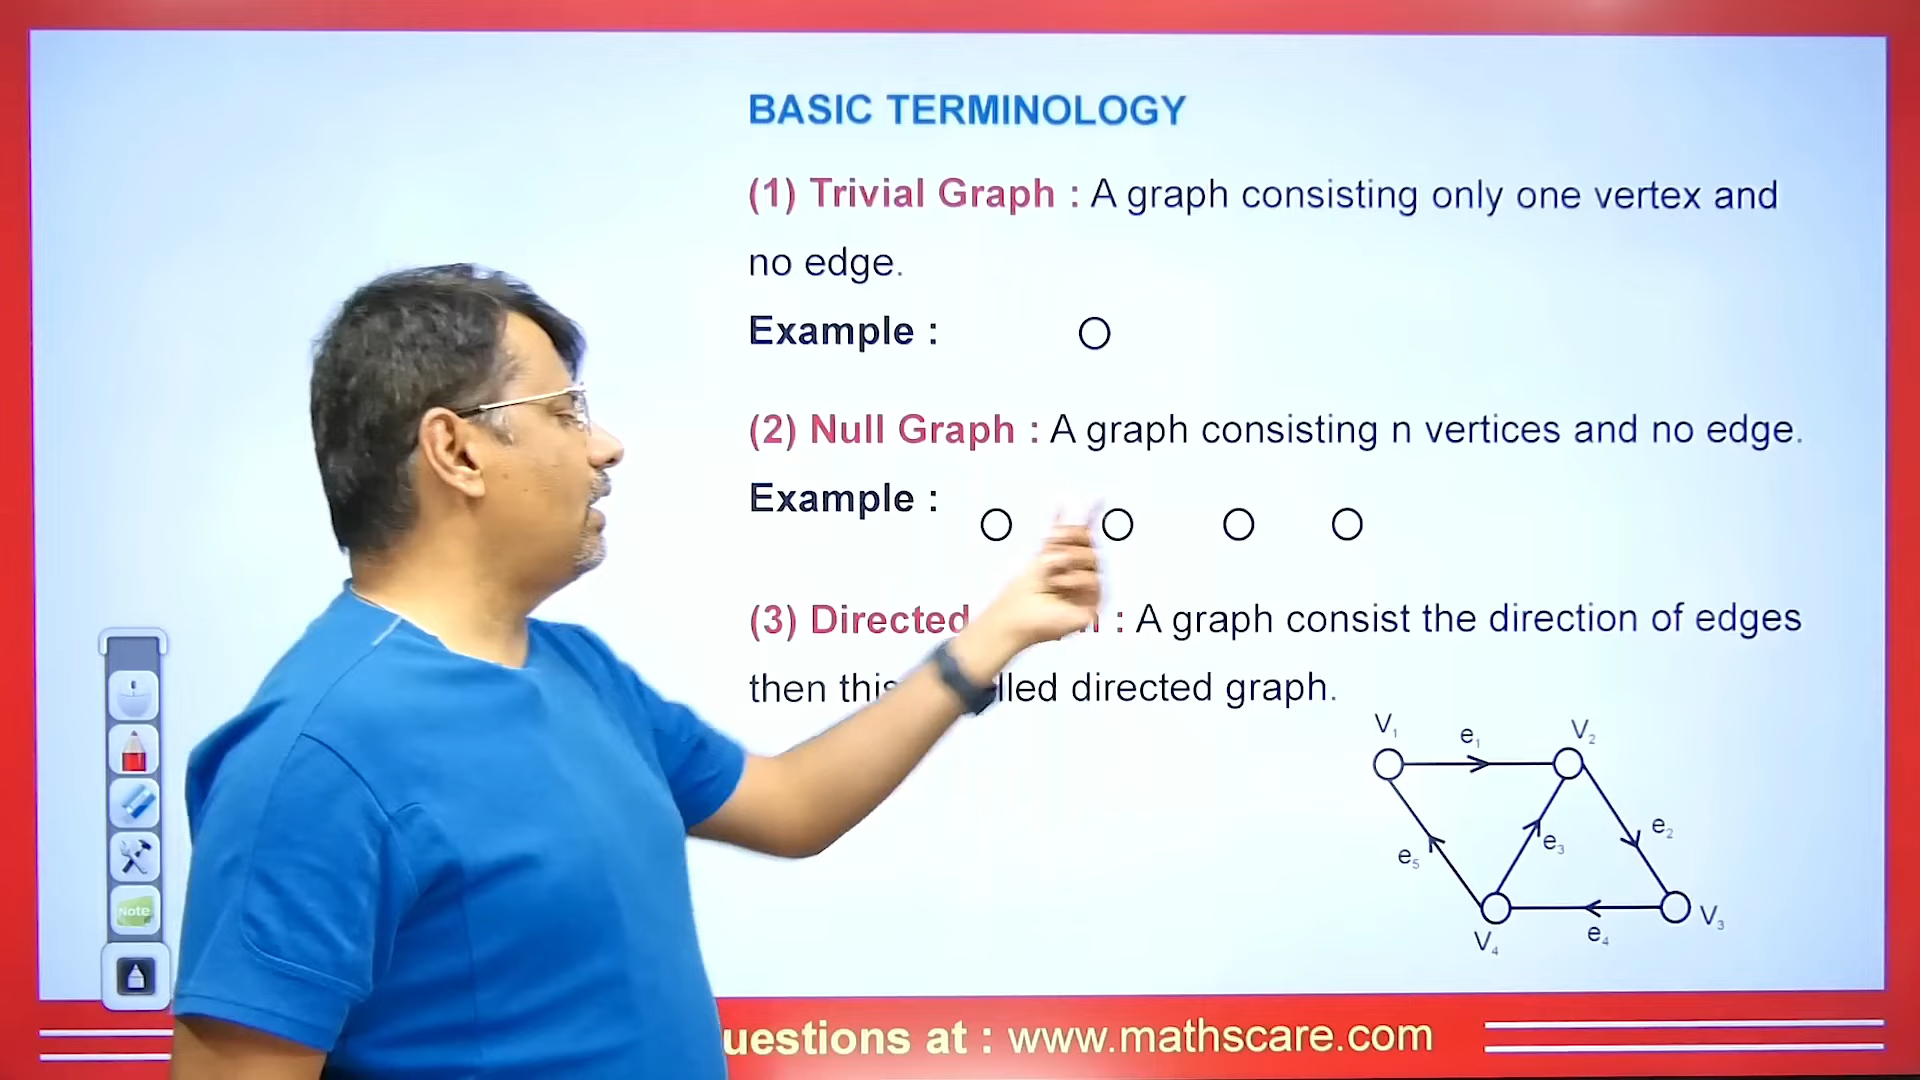 BASIC TERMINOLOGY
(1) Trivial Graph : A graph consisting only one vertex and
no edge.
Example :
(2) Null Graph : A graph consisting n vertices and no edge.
Example :
(3) Directed : A graph consist the direction of edges
then this directed graph.
V₁ e₁ V₂
e₂
e₃
e₅
V₃
e₄
V₄
Note
uestions at : www.mathscare.com